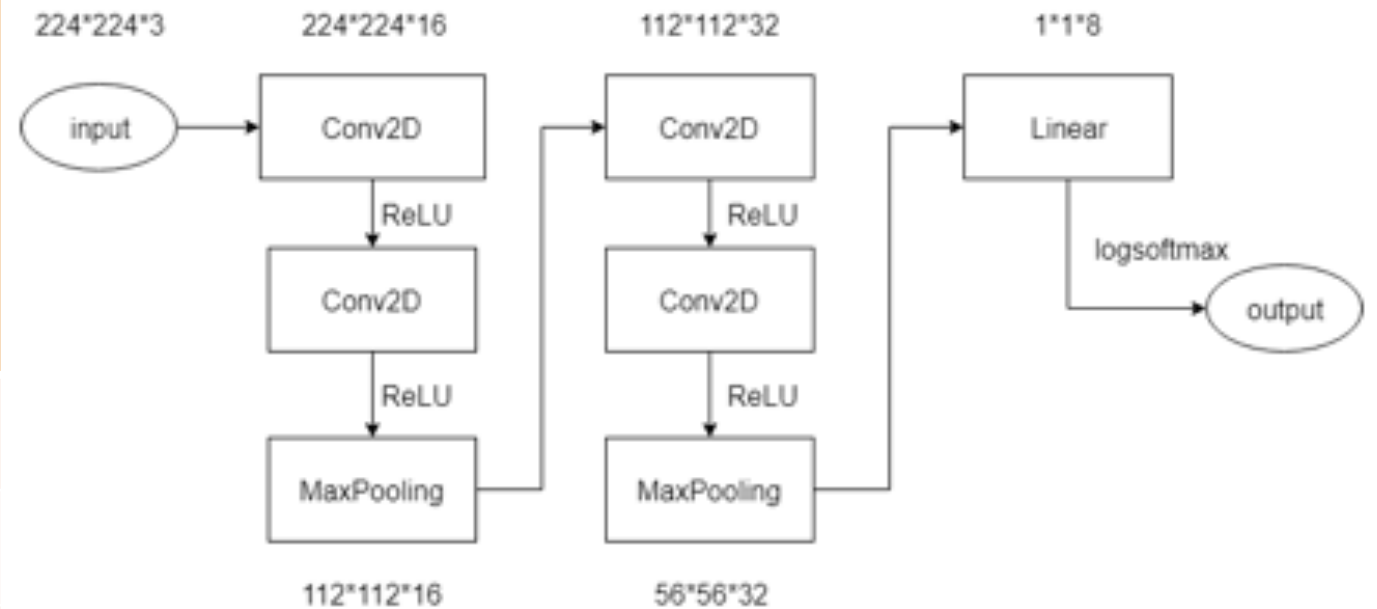 224*224*3
224*224*16
112*112*32
1*1*8
input
Conv2D
Conv2D
Linear
ReLU
ReLU
logsoftmax
Conv2D
Conv2D
output
ReLU
ReLU
MaxPooling
MaxPooling
112*112*16
56*56*32